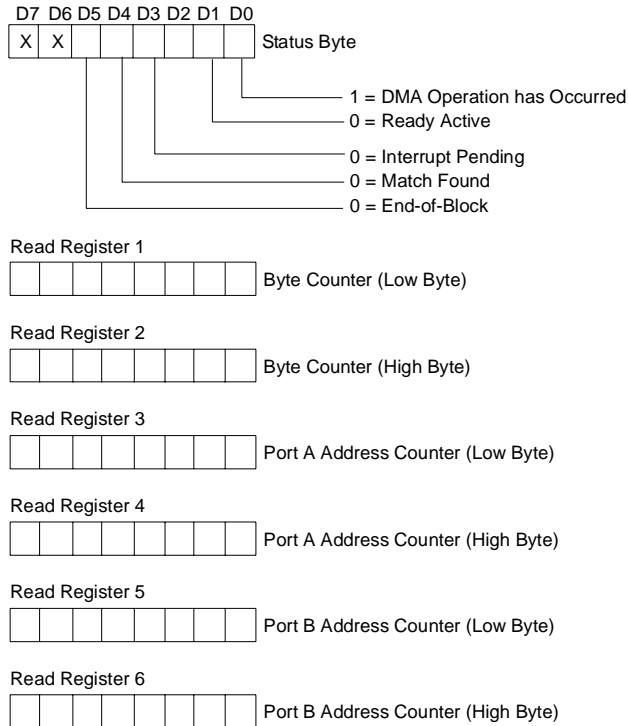 D7 D6 D5 D4 D3 D2 D1 D0
X X Status Byte
1 = DMA Operation has Occurred
0 = Ready Active
0 = Interrupt Pending
0 = Match Found
0 = End-of-Block
Read Register 1
Byte Counter (Low Byte)
Read Register 2
Byte Counter (High Byte)
Read Register 3
Port A Address Counter (Low Byte)
Read Register 4
Port A Address Counter (High Byte)
Read Register 5
Port B Address Counter (Low Byte)
Read Register 6
Port B Address Counter (High Byte)